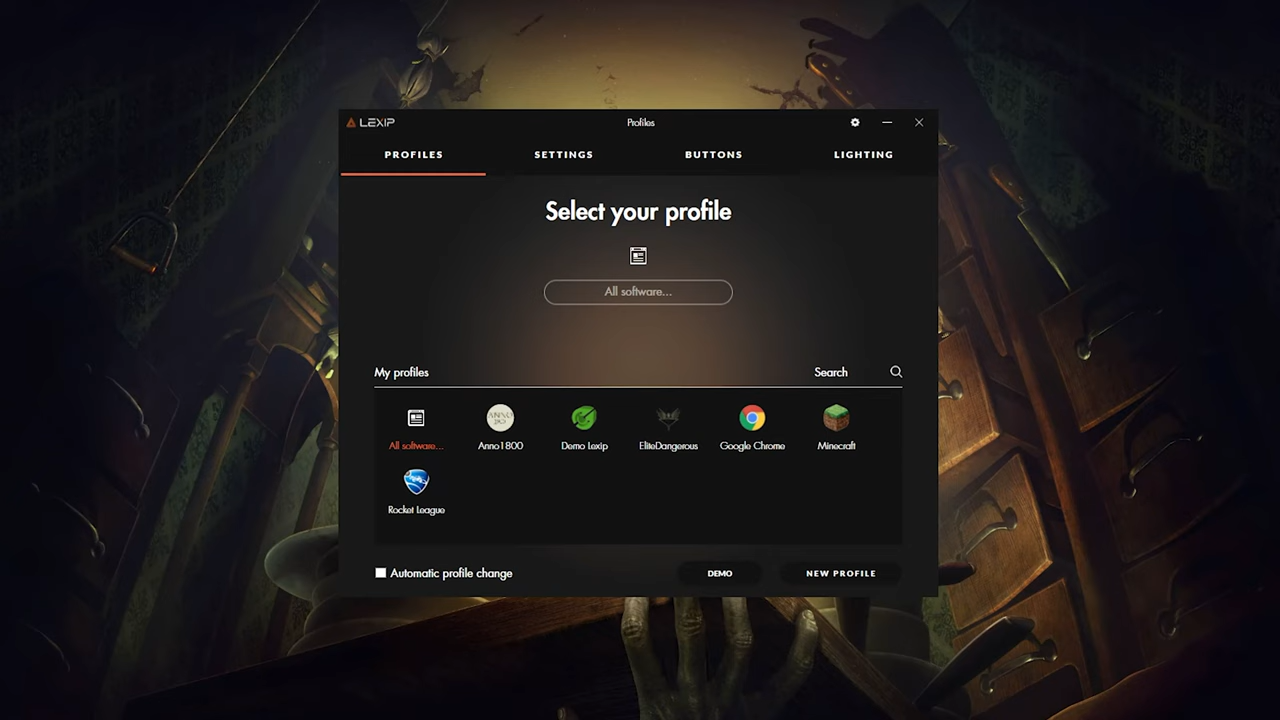 LEXIP
Profiles
PROFILES
SETTINGS
BUTTONS
LIGHTING
Select your profile
All software...
My profiles
Search
All software...
Anno1800
Demo Lexip
EliteDangerous
Google Chrome
Minecraft
Rocket League
Automatic profile change
DEMO
NEW PROFILE